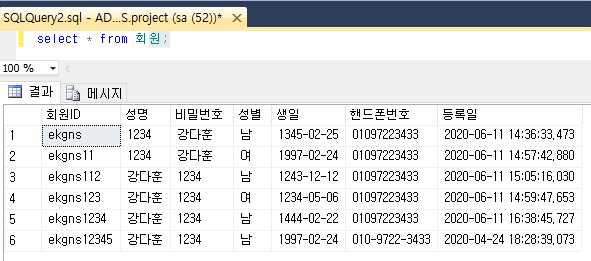 SQLQuery2.sql - AD...S.project (sa (52))*
select * from 회원;
100 %
결과 메시지
회원ID 성명 비밀번호 성별 생일 핸드폰번호 등록일
1 ekgns 1234 강다훈 남 1345-02-25 01097223433 2020-06-11 14:36:33,473
2 ekgns11 1234 강다훈 여 1997-02-24 01097223433 2020-06-11 14:57:42,880
3 ekgns112 강다훈 1234 남 1243-12-12 01097223433 2020-06-11 15:05:16,030
4 ekgns123 강다훈 1234 여 1234-05-06 01097223433 2020-06-11 14:59:47,653
5 ekgns1234 강다훈 1234 남 1444-02-22 01097223433 2020-06-11 16:38:45,727
6 ekgns12345 강다훈 1234 남 1997-02-24 010-9722-3433 2020-04-24 18:28:39,073